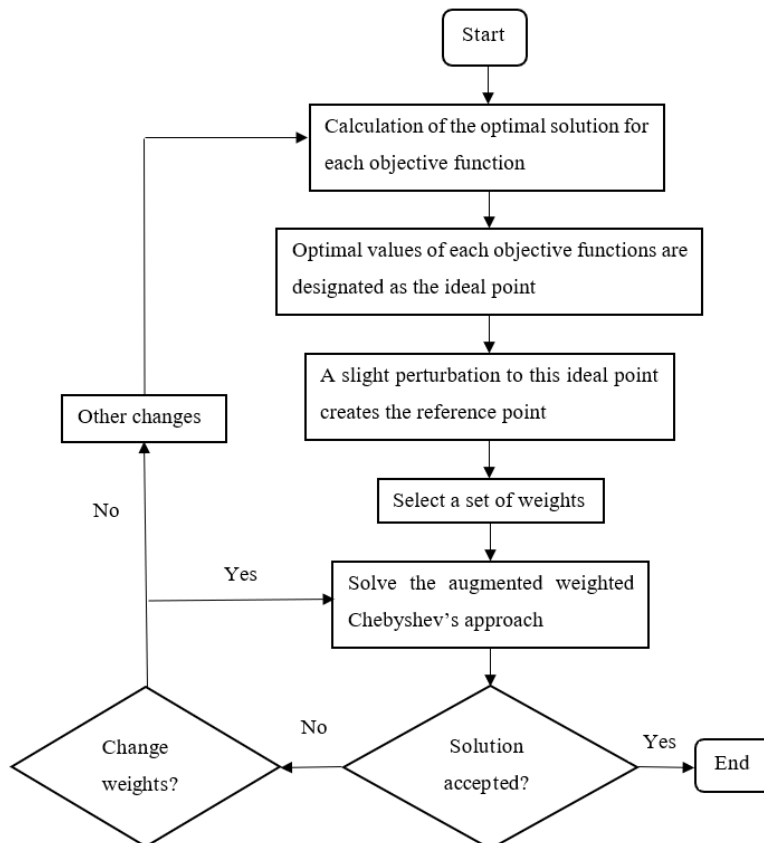 Start
Calculation of the optimal solution for
each objective function
Optimal values of each objective functions are
designated as the ideal point
A slight perturbation to this ideal point
creates the reference point
Other changes
No
Select a set of weights
Yes
Solve the augmented weighted
Chebyshev’s approach
Change
weights?
No
Solution
accepted?
Yes
End